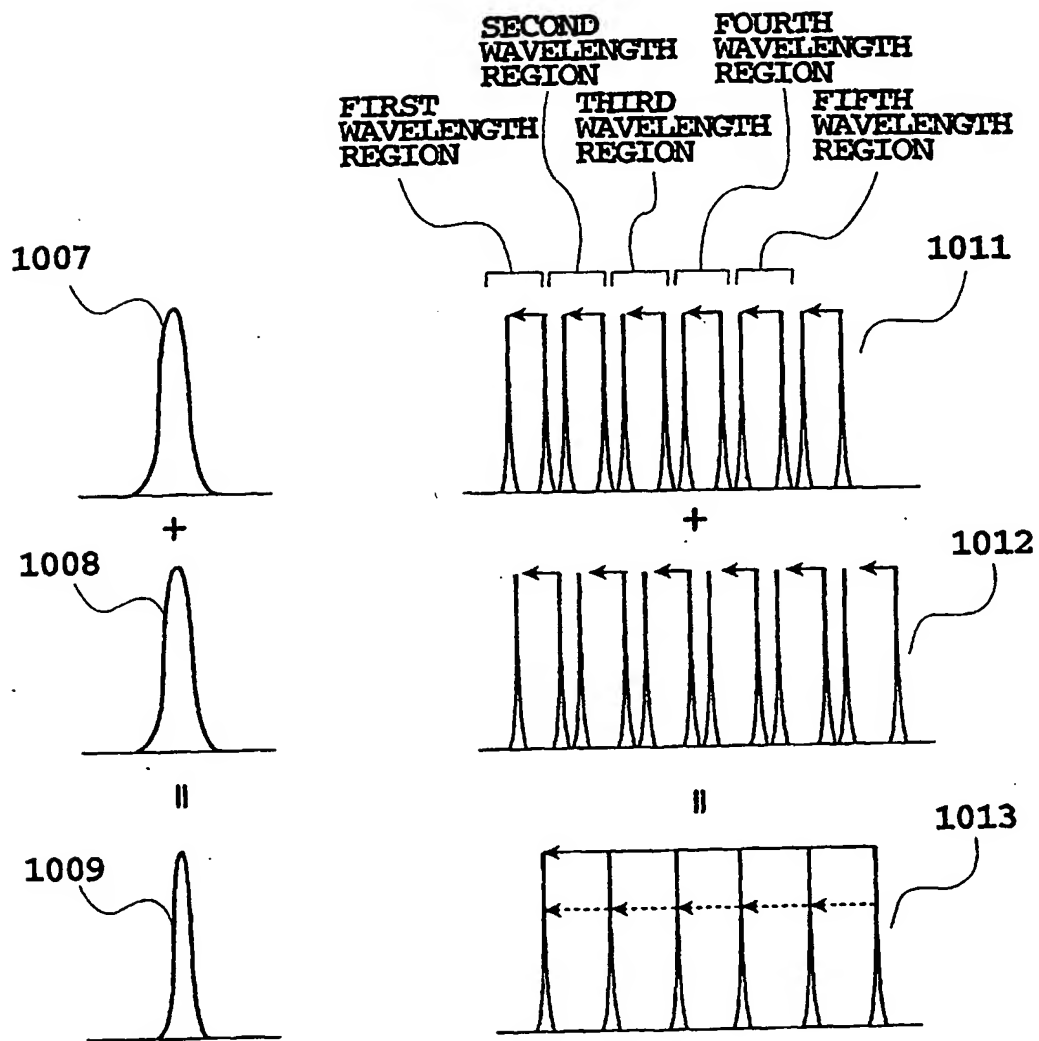 SECOND
WAVELENGTH
REGION
FOURTH
WAVELENGTH
REGION
FIRST
WAVELENGTH
REGION
THIRD
WAVELENGTH
REGION
FIFTH
WAVELENGTH
REGION
1007
1011
+
+
1008
1012
=
=
1009
1013